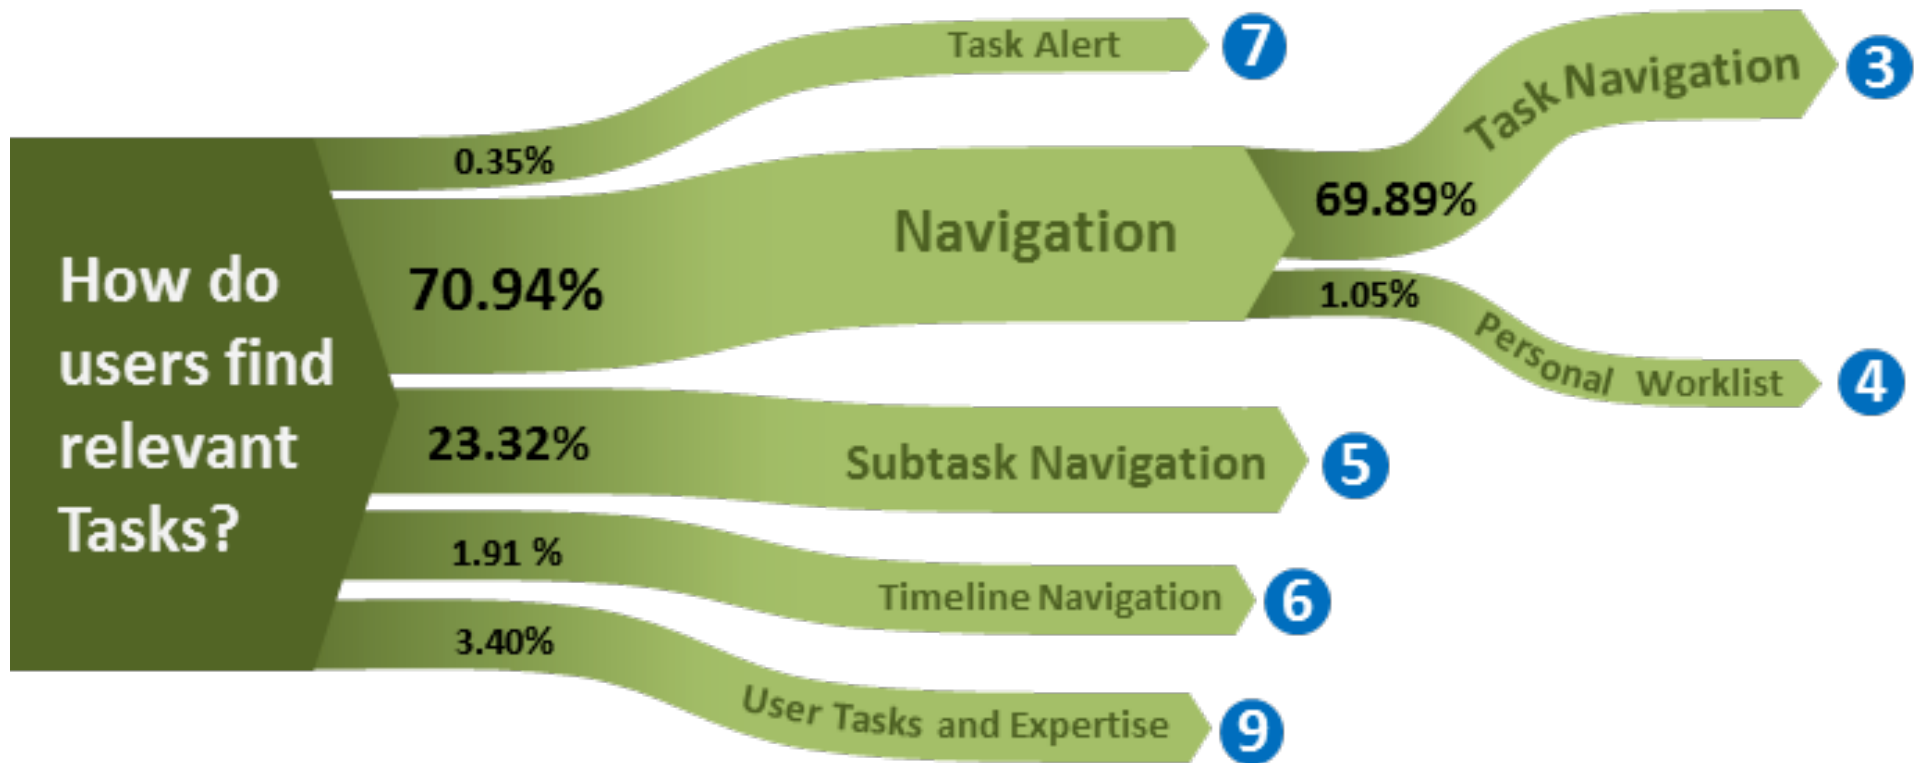 How do
users find
relevant
Tasks?
0.35%
Task Alert
7
70.94%
Navigation
69.89%
Task Navigation
3
1.05%
Personal Worklist
4
23.32%
Subtask Navigation
5
1.91 %
Timeline Navigation
6
3.40%
User Tasks and Expertise
9